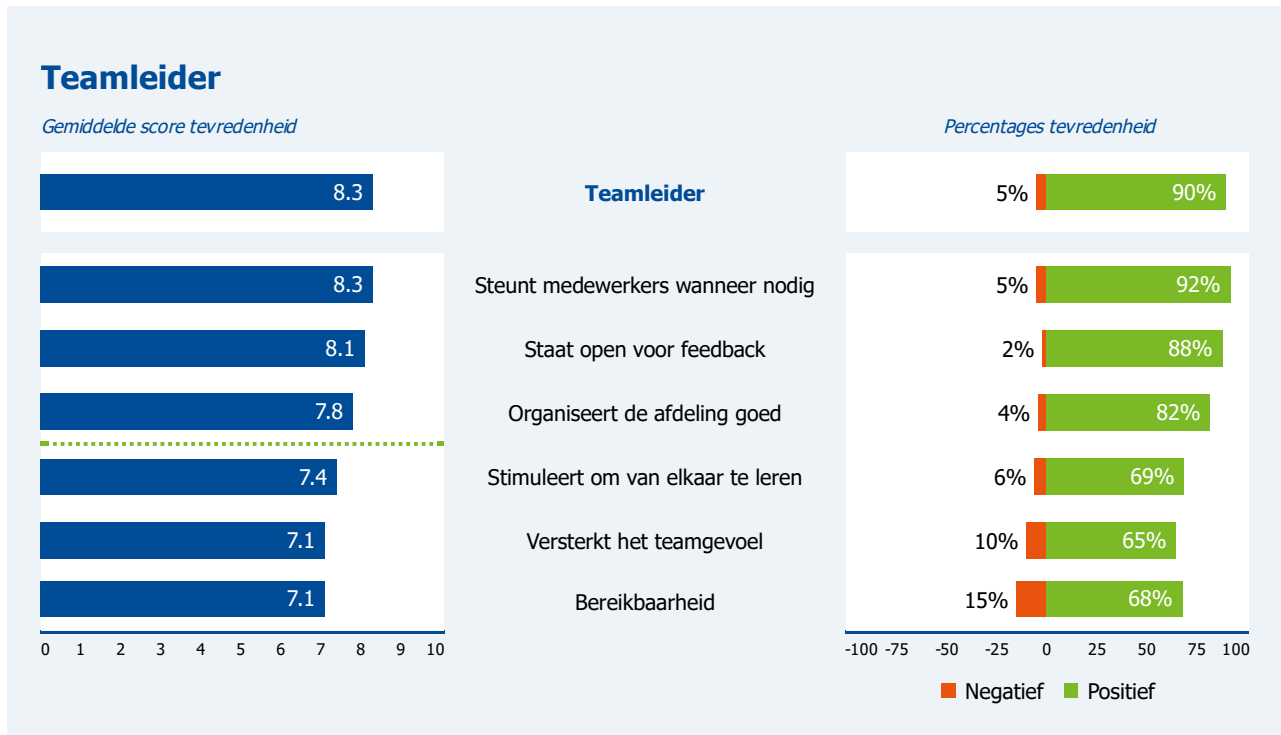 Teamleider
Gemiddelde score tevredenheid
Percentages tevredenheid
8.3 Teamleider 5% 90%
8.3 Steunt medewerkers wanneer nodig 5% 92%
8.1 Staat open voor feedback 2% 88%
7.8 Organiseert de afdeling goed 4% 82%
7.4 Stimuleert om van elkaar te leren 6% 69%
7.1 Versterkt het teamgevoel 10% 65%
7.1 Bereikbaarheid 15% 68%
0 1 2 3 4 5 6 7 8 9 10
-100 -75 -50 -25 0 25 50 75 100
Negatief Positief